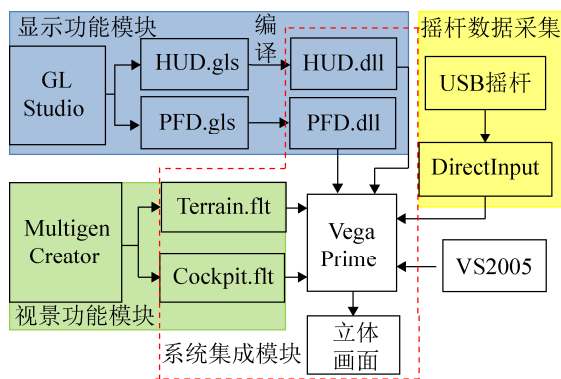 显示功能模块
编译
摇杆数据采集
GL
Studio
HUD.gls
HUD.dll
PFD.gls
PFD.dll
USB摇杆
DirectInput
Multigen
Creator
Terrain.flt
Cockpit.flt
Vega
Prime
VS2005
视景功能模块
系统集成模块
立体
画面